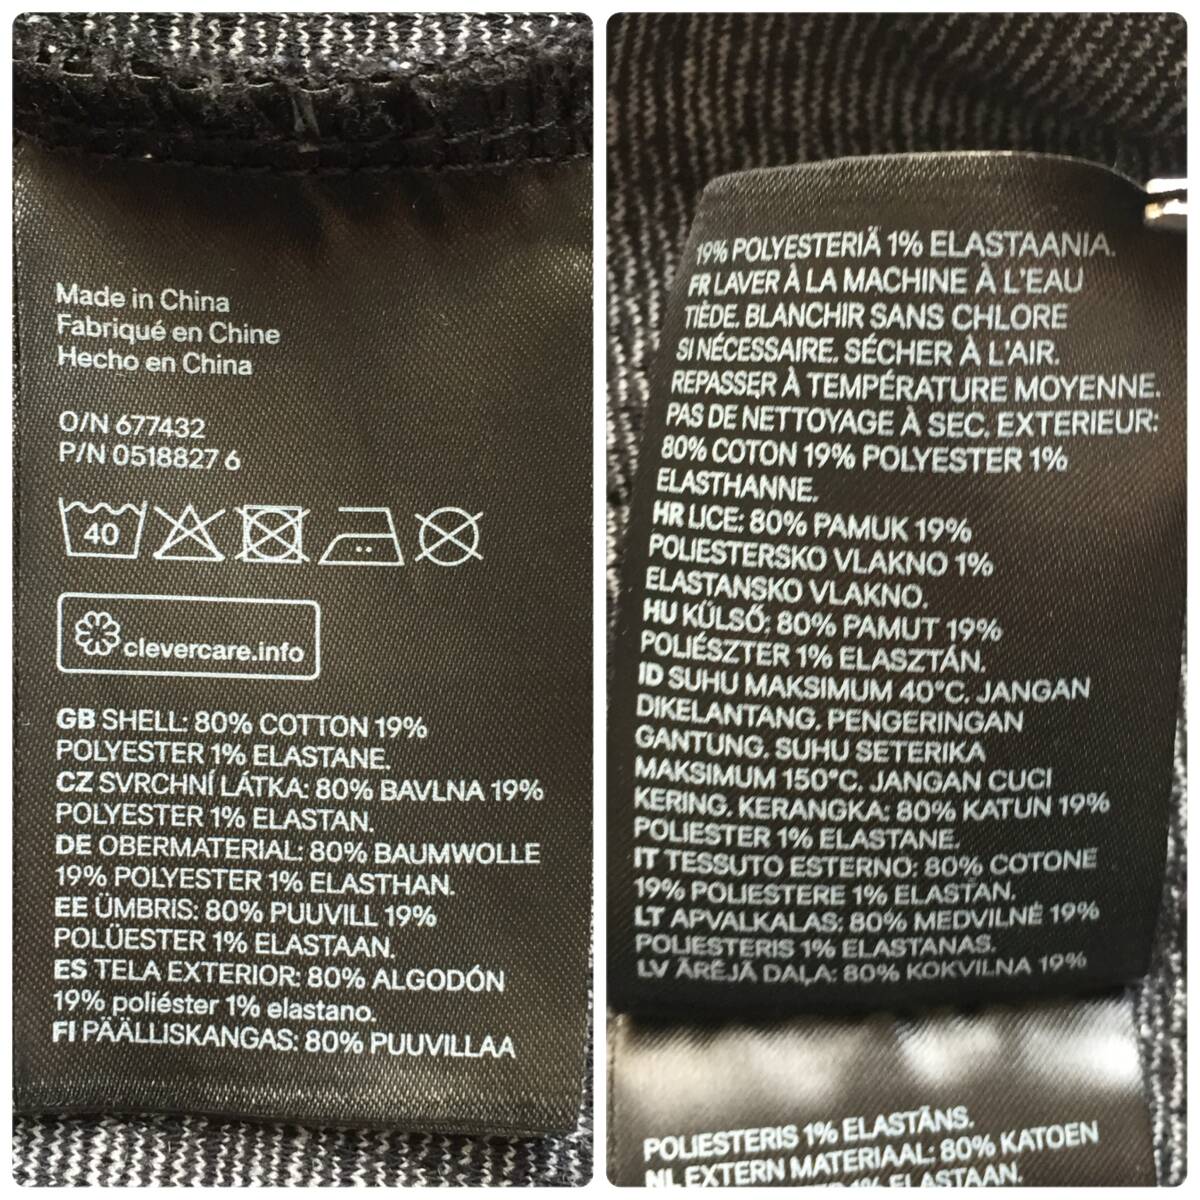 Made in China
Fabriqué en Chine
Hecho en China
O/N 677432
P/N 0518827 6
40
clevercare.info
GB SHELL: 80% COTTON 19%
POLYESTER 1% ELASTANE.
CZ SVRCHNÍ LÁTKA: 80% BAVLNA 19%
POLYESTER 1% ELASTAN.
DE OBERMATERIAL: 80% BAUMWOLLE
19% POLYESTER 1% ELASTHAN.
EE ÜMBRIS: 80% PUUVILL 19%
POLÜESTER 1% ELASTAAN.
ES TELA EXTERIOR: 80% ALGODÓN
19% poliéster 1% elastano.
FI PÄÄLLISKANGAS: 80% PUUVILLAA
19% POLYESTERIÄ 1% ELASTAANIA.
FR LAVER À LA MACHINE À L'EAU
TIÈDE. BLANCHIR SANS CHLORE
SI NÉCESSAIRE. SÉCHER À L'AIR.
REPASSER À TEMPÉRATURE MOYENNE.
PAS DE NETTOYAGE À SEC. EXTERIEUR:
80% COTON 19% POLYESTER 1%
ELASTHANNE.
HR LICE: 80% PAMUK 19%
POLIESTERSKO VLAKNO 1%
ELASTANSKO VLAKNO.
HU KÜLSŐ: 80% PAMUT 19%
POLIÉSZTER 1% ELASZTÁN.
ID SUHU MAKSIMUM 40°C. JANGAN
DIKELANTANG. PENGERINGAN
GANTUNG. SUHU SETERIKA
MAKSIMUM 150°C. JANGAN CUCI
KERING. KERANGKA: 80% KATUN 19%
POLIESTER 1% ELASTANE.
IT TESSUTO ESTERNO: 80% COTONE
19% POLIESTERE 1% ELASTAN.
LT APVALKALAS: 80% MEDVILNĖ 19%
POLIESTERIS 1% ELASTANAS.
LV ĀRĒJĀ DAĻA: 80% KOKVILNA 19%
POLIESTERIS 1% ELASTĀNS.
NL EXTERN MATERIAAL: 80% KATOEN
1% ELASTAAN.